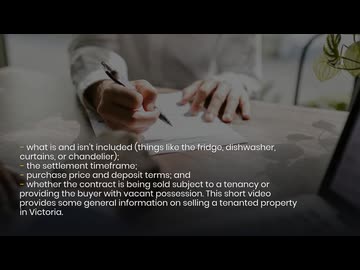 - what is and isn't included (things like the fridge, dishwasher,
curtains, or chandelier);
- the settlement timeframe;
- purchase price and deposit terms; and
- whether the contract is being sold subject to a tenancy or
providing the buyer with vacant possession. This short video
provides some general information on selling a tenanted property
in Victoria.